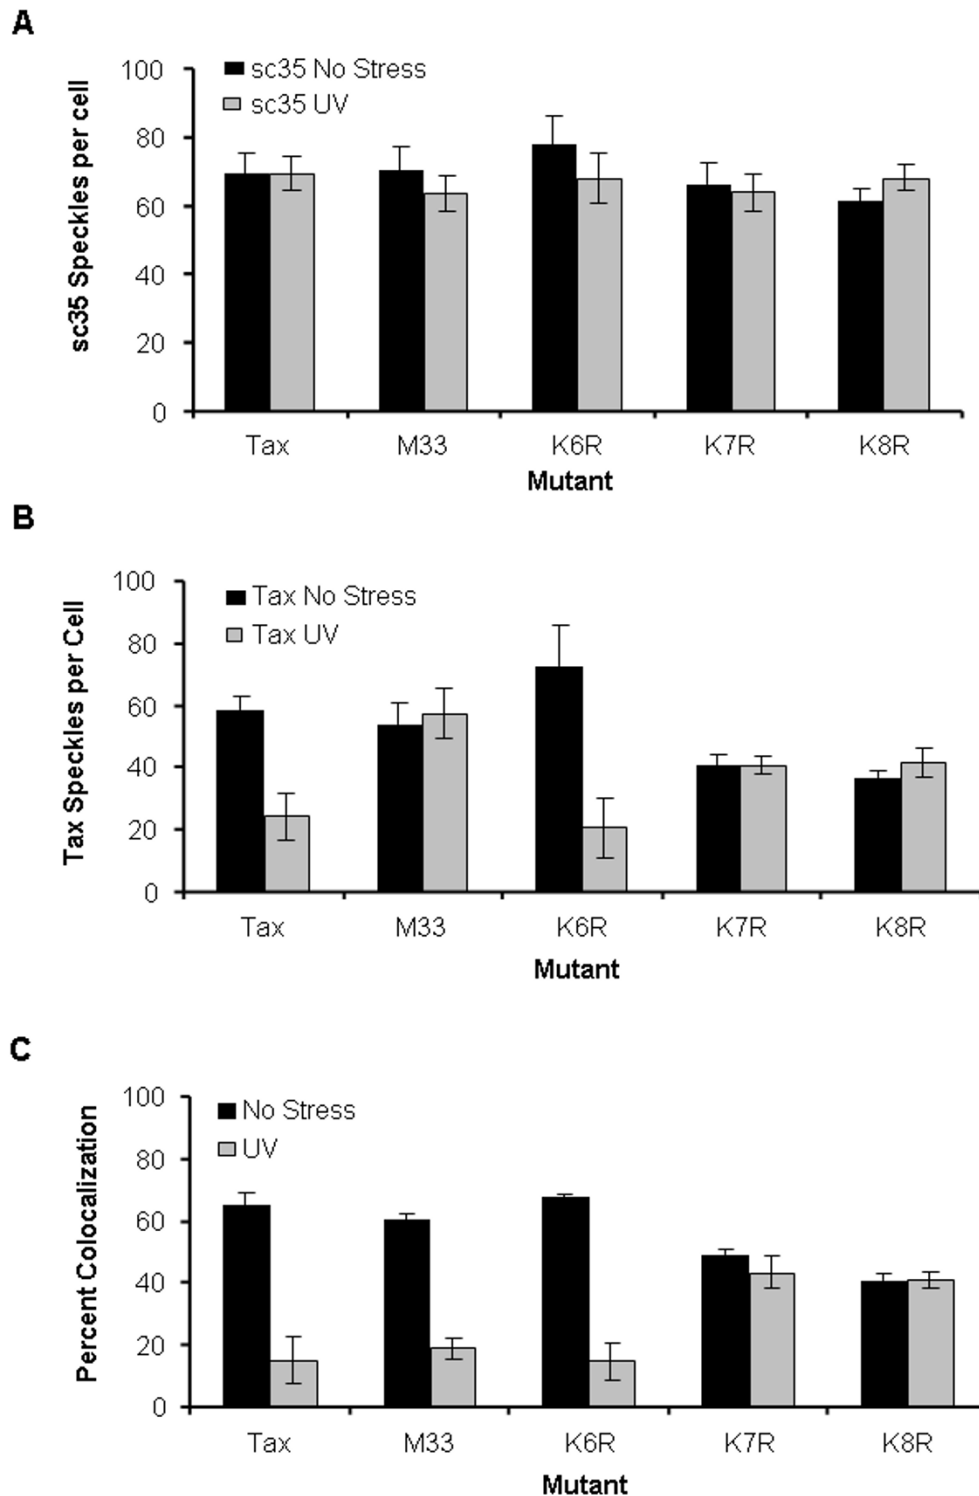 A
sc35 Speckles per cell
100
80
60
40
20
0
sc35 No Stress
sc35 UV
Tax M33 K6R K7R K8R
Mutant
B
Tax Speckles per Cell
100
80
60
40
20
0
Tax No Stress
Tax UV
Tax M33 K6R K7R K8R
Mutant
C
Percent Colocalization
100
80
60
40
20
0
No Stress
UV
Tax M33 K6R K7R K8R
Mutant